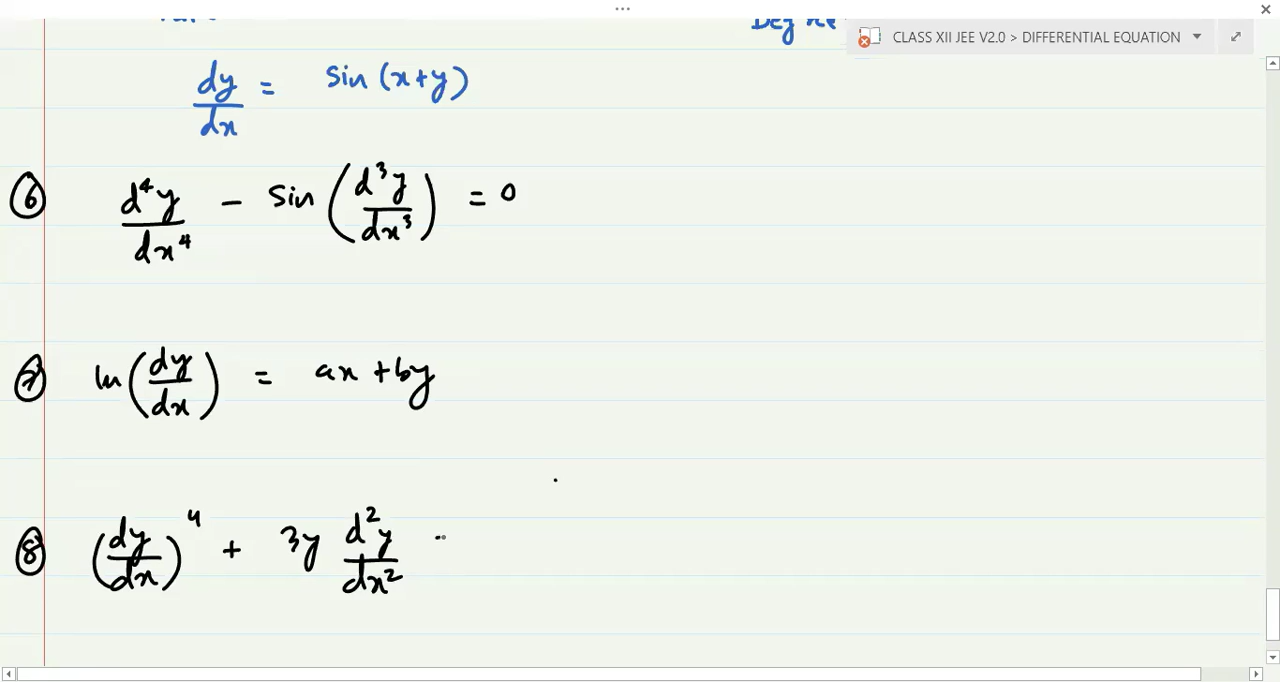 CLASS XII JEE V2.0 > DIFFERENTIAL EQUATION
dy/dx = sin (x+y)
⑥ d⁴y/dx⁴ - sin (d³y/dx³) = 0
⑦ ln (dy/dx) = ax + by
⑧ (dy/dx)⁴ + 3y d²y/dx²